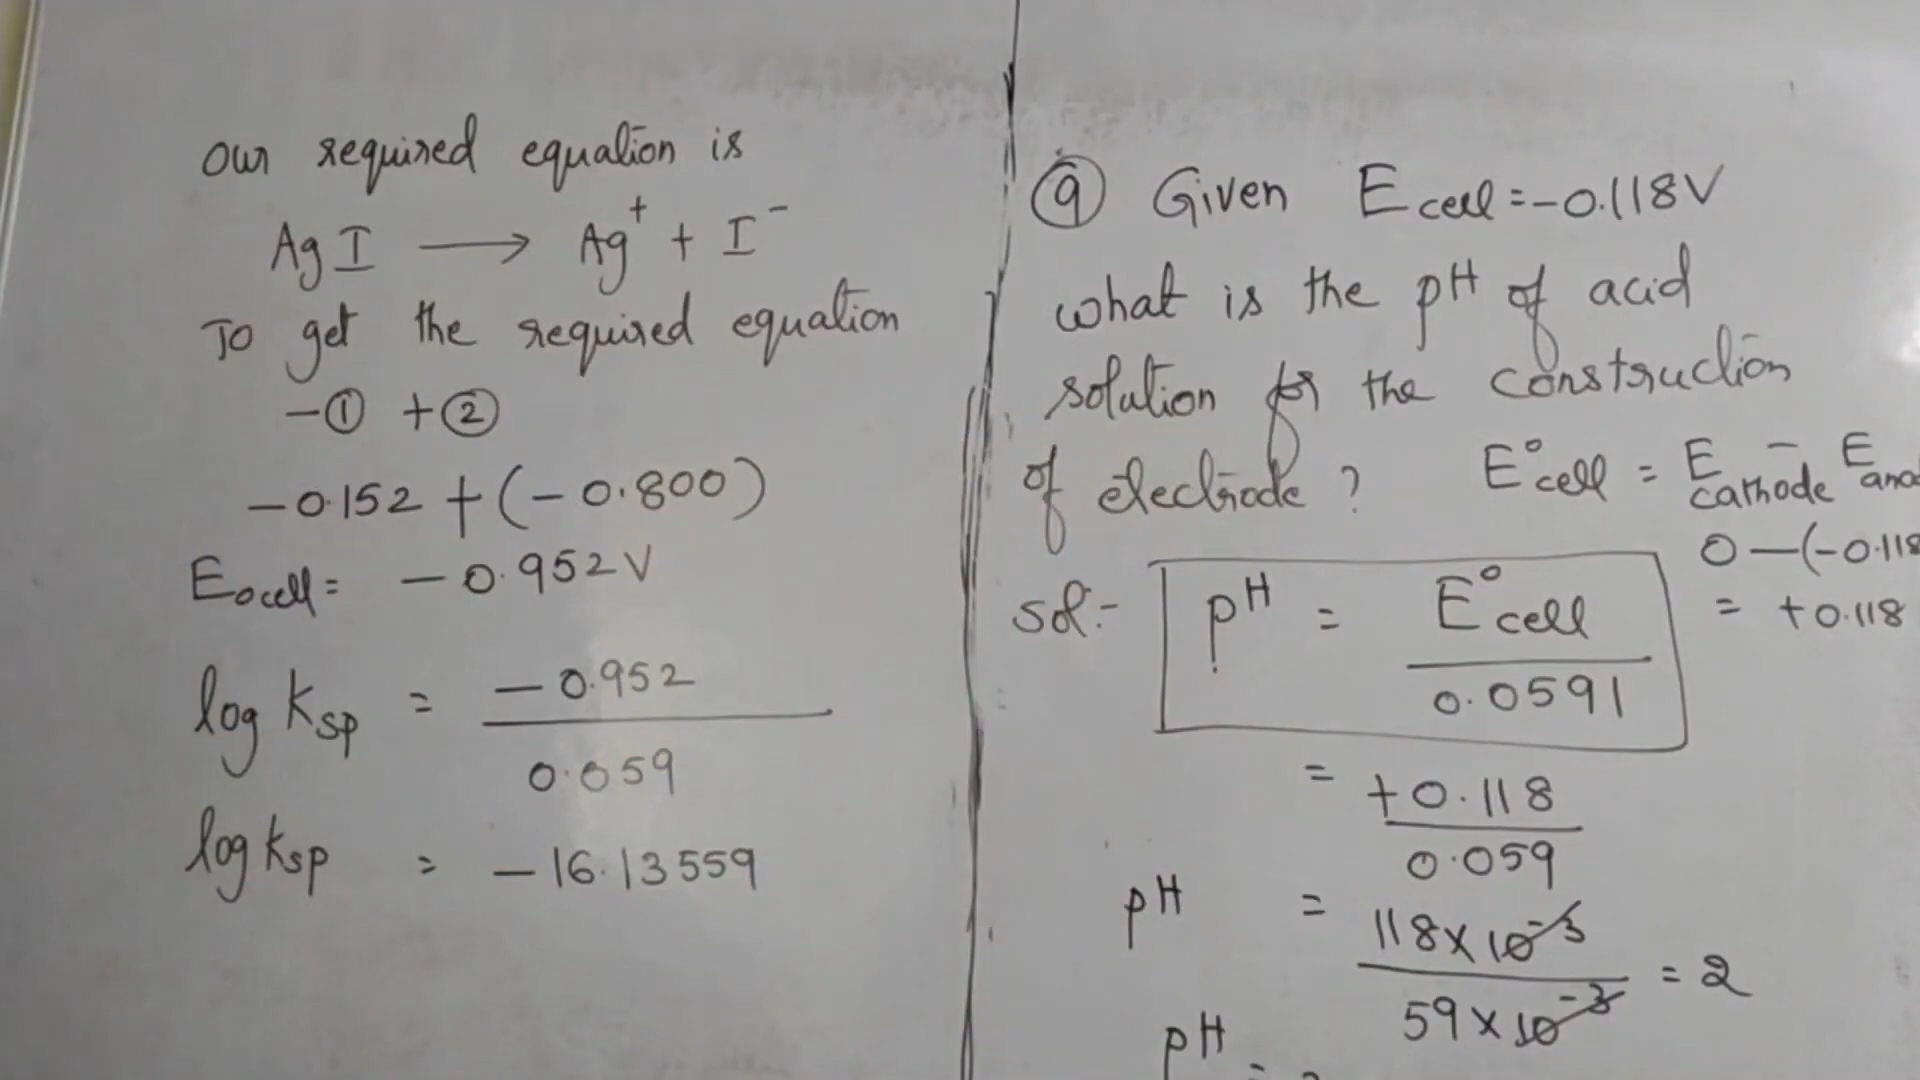 Our required equation is
AgI ⟶ Ag⁺ + I⁻
To get the required equation
-① +②
-0.152 + (-0.800)
Eocell = -0.952V
log Ksp = -0.952 / 0.059
log Ksp = -16.13559
⑨ Given Ecell = -0.118V
what is the pH of acid
solution for the construction
of electrode ?
E°cell = Ecathode - Eanod
0-(-0.118
= +0.118
Sol:- pH = E°cell / 0.0591
= +0.118 / 0.059
pH = 118 x 10⁻³ / 59 x 10⁻³ = 2
pH =